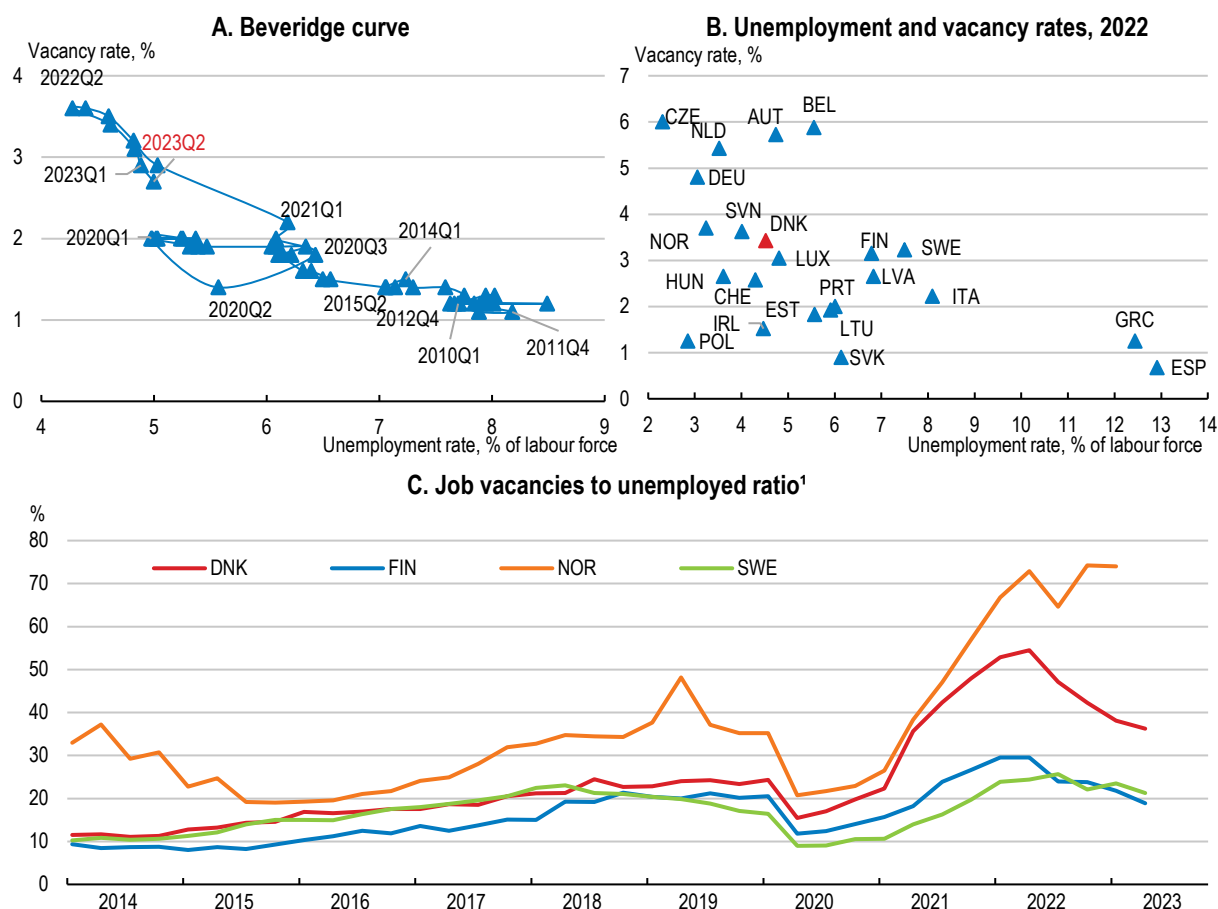 A. Beveridge curve
Vacancy rate, %
4
3
2
1
0
4 5 6 7 8 9
Unemployment rate, % of labour force
2022Q2
2023Q2
2023Q1
2021Q1
2020Q1
2014Q1
2020Q3
2020Q2
2015Q2
2012Q4
2010Q1
2011Q4
B. Unemployment and vacancy rates, 2022
Vacancy rate, %
7
6
5
4
3
2
1
0
2 3 4 5 6 7 8 9 10 11 12 13 14
Unemployment rate, % of labour force
CZE
NLD
AUT
BEL
DEU
SVN
DNK
NOR
LUX
FIN
SWE
HUN
CHE
LVA
ITA
EST
PRT
IRL
LTU
POL
SVK
GRC
ESP
C. Job vacancies to unemployed ratio¹
%
80
70
60
50
40
30
20
10
0
DNK FIN NOR SWE
2014 2015 2016 2017 2018 2019 2020 2021 2022 2023